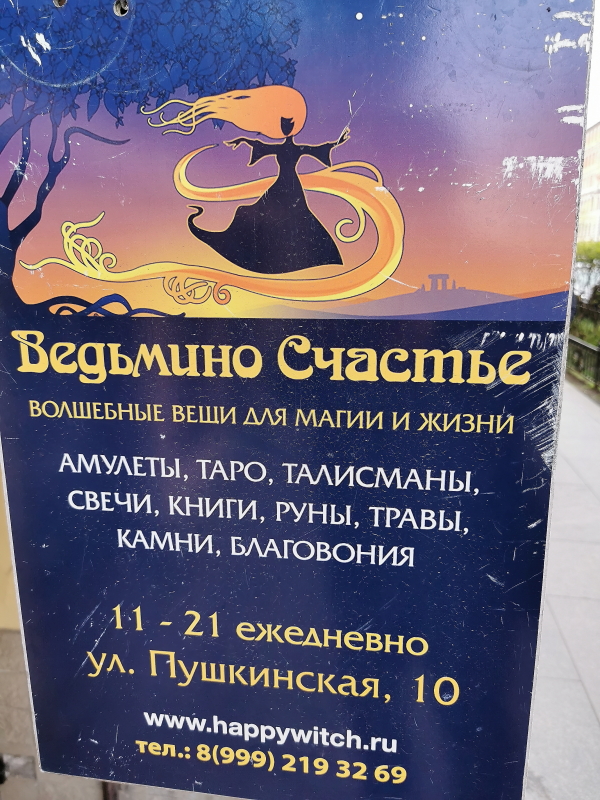 Ведьмино Счастье
ВОЛШЕБНЫЕ ВЕЩИ ДЛЯ МАГИИ И ЖИЗНИ
АМУЛЕТЫ, ТАРО, ТАЛИСМАНЫ,
СВЕЧИ, КНИГИ, РУНЫ, ТРАВЫ,
КАМНИ, БЛАГОВОНИЯ
11 - 21 ежедневно
ул. Пушкинская, 10
www.happywitch.ru
тел.: 8(999) 219 32 69